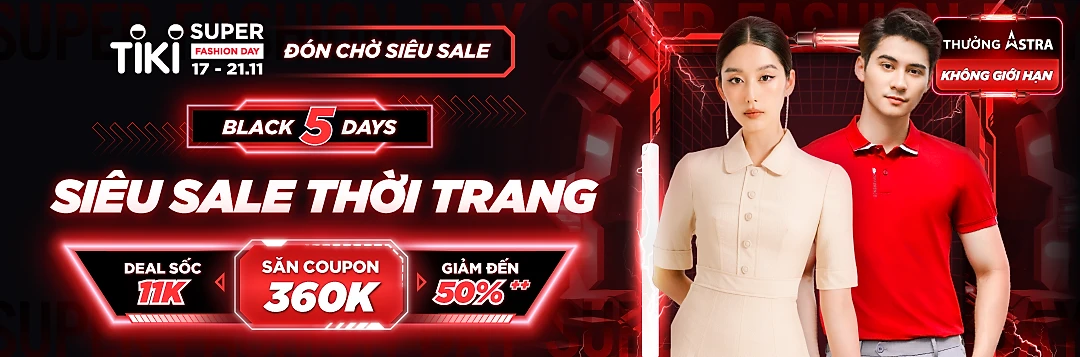 TIKI
SUPER
FASHION DAY
17 - 21.11
ĐÓN CHỜ SIÊU SALE
THƯỞNG ASTRA
KHÔNG GIỚI HẠN
BLACK 5 DAYS
SIÊU SALE THỜI TRANG
DEAL SỐC
11K
SĂN COUPON
360K
GIẢM ĐẾN
50%++